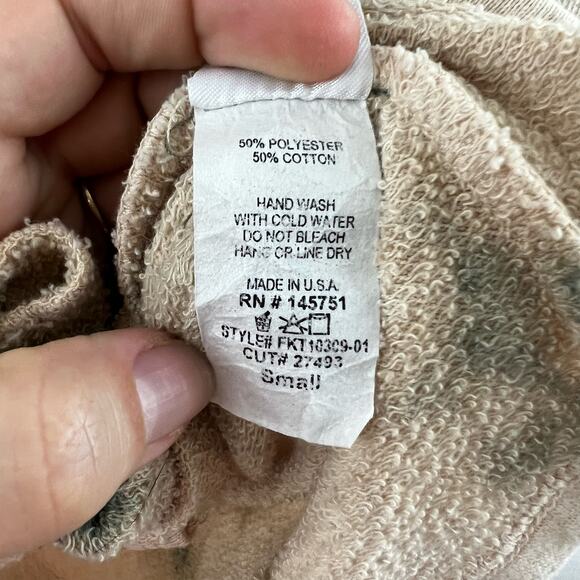 50% POLYESTER
50% COTTON
HAND WASH
WITH COLD WATER
DO NOT BLEACH
HANG OR LINE DRY
MADE IN U.S.A.
RN # 145751
STYLE# FKT10309-01
CUT# 27493
Small